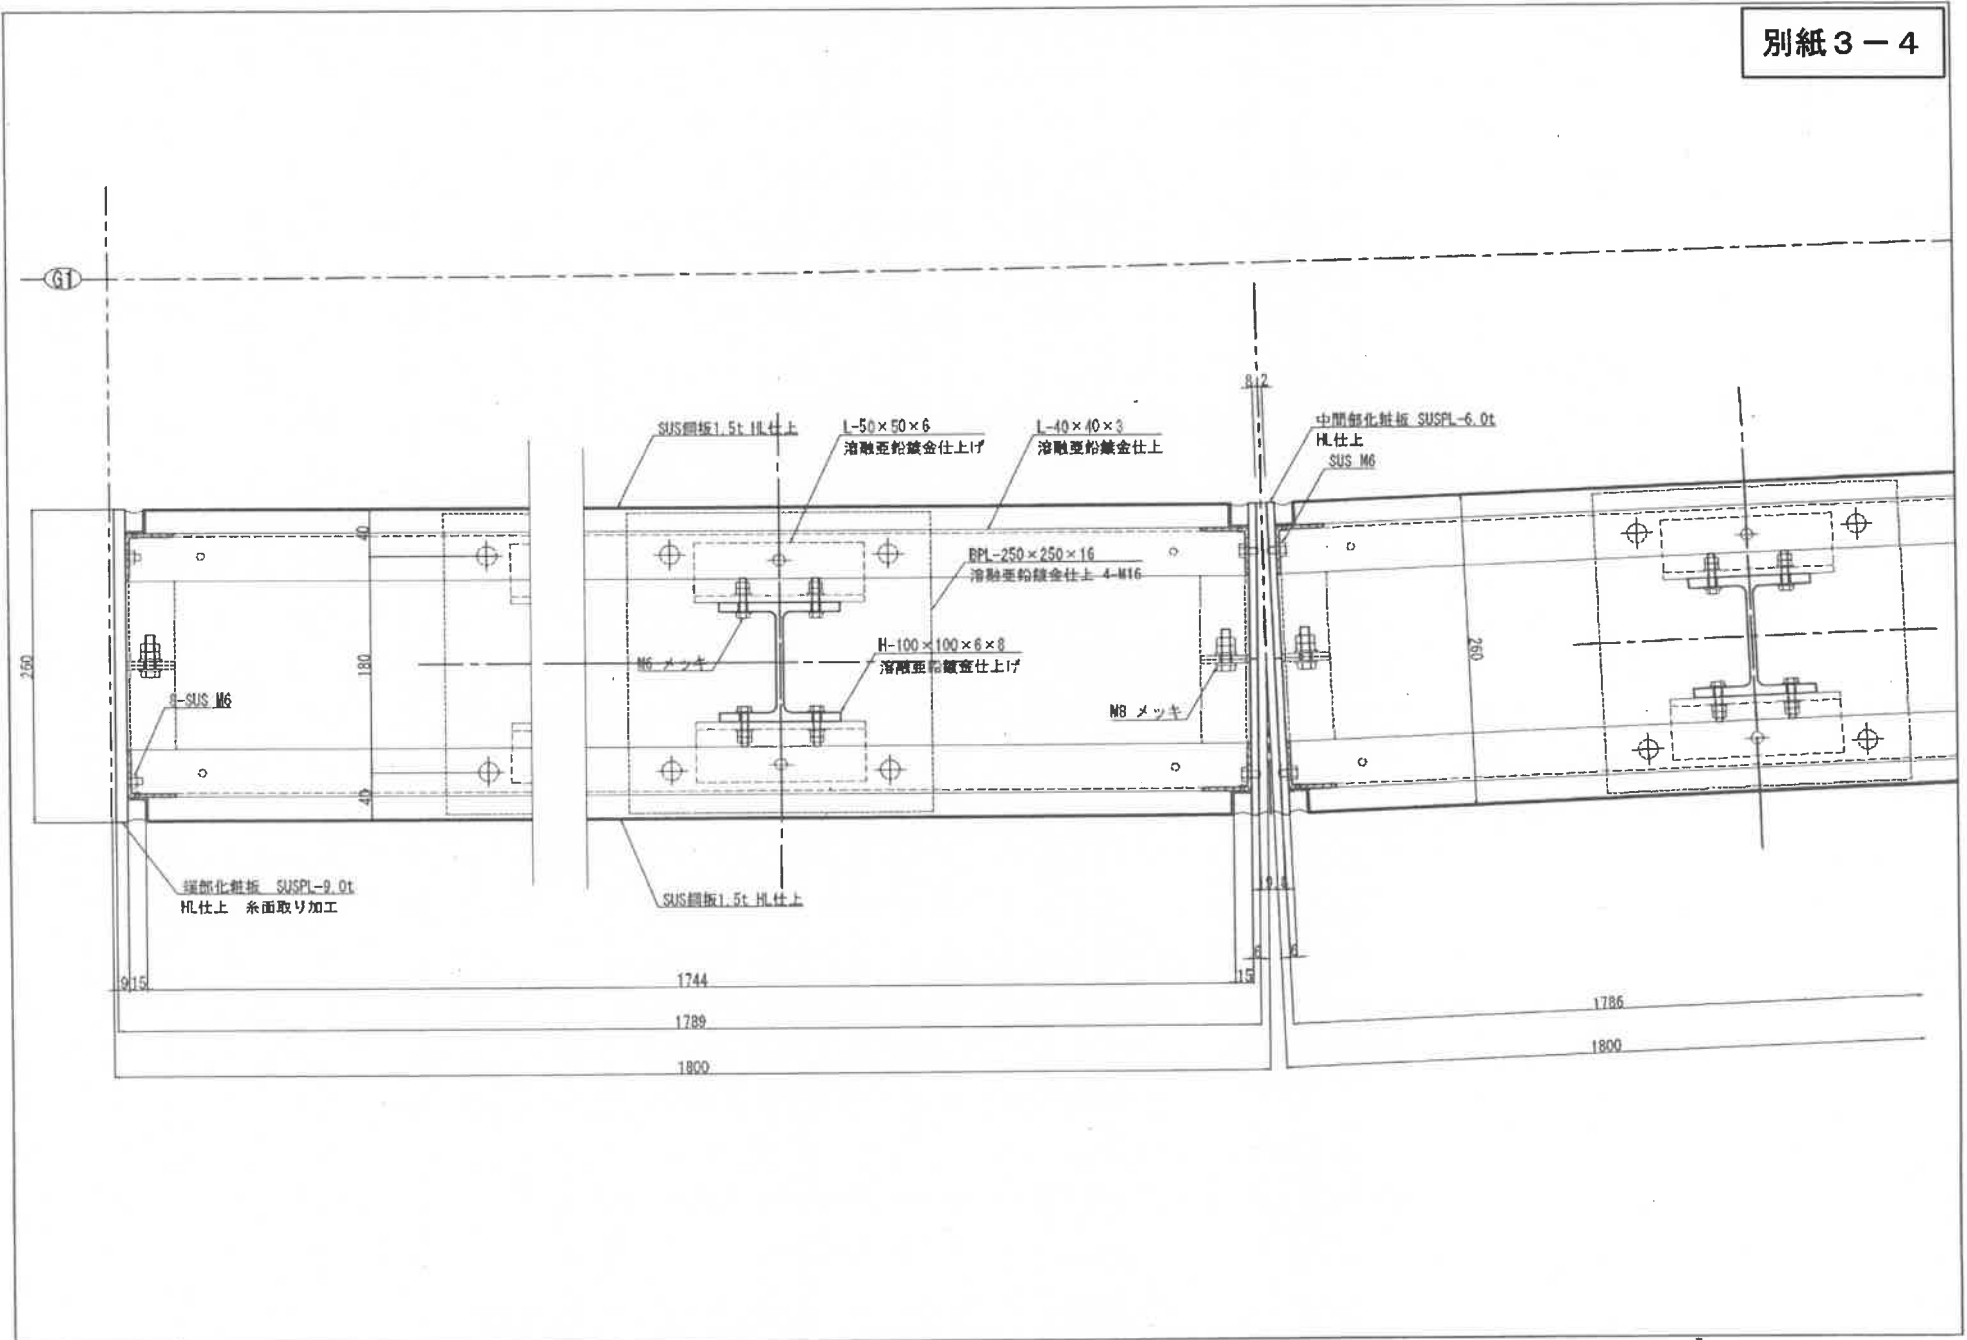 別紙3-4
G1
8 2
SUS鋼板1.5t HL仕上
L-50×50×6
溶融亜鉛鍍金仕上げ
L-40×40×3
溶融亜鉛鍍金仕上
中間部化粧板 SUSPL-6.0t
HL仕上
SUS M6
40
BPL-250×250×16
溶融亜鉛鍍金仕上 4-M16
260
180
M6 メッキ
H-100×100×6×8
溶融亜鉛鍍金仕上げ
260
8-SUS M6
M8 メッキ
40
端部化粧板 SUSPL-9.0t
HL仕上 糸面取り加工
SUS鋼板1.5t HL仕上
9 15
1744
15
6
6
1786
1789
1800
1800